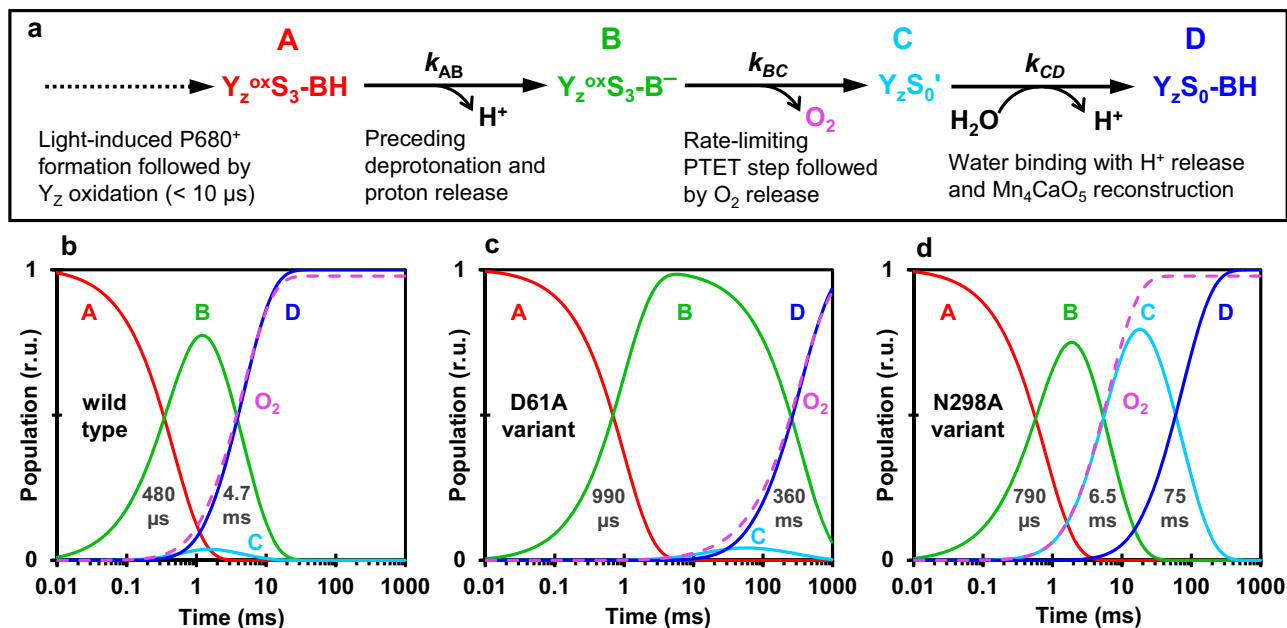 a
A
B
C
D
Yz^oxS3-BH
kAB
H⁺
Yz^oxS3-B⁻
kBC
O₂
YzS0'
kCD
H₂O
H⁺
YzS0-BH
Light-induced P680⁺
formation followed by
YZ oxidation (< 10 µs)
Preceding
deprotonation and
proton release
Rate-limiting
PTET step followed
by O₂ release
Water binding with H⁺ release
and Mn₄CaO₅ reconstruction
b
Population (r.u.)
1
0
A
B
D
C
O₂
wild
type
480
µs
4.7
ms
0.01 0.1 1 10 100 1000
Time (ms)
c
Population (r.u.)
1
0
A
B
D
C
O₂
D61A
variant
990
µs
360
ms
0.01 0.1 1 10 100 1000
Time (ms)
d
Population (r.u.)
1
0
A
B
C
D
O₂
N298A
variant
790
µs
6.5
ms
75
ms
0.01 0.1 1 10 100 1000
Time (ms)